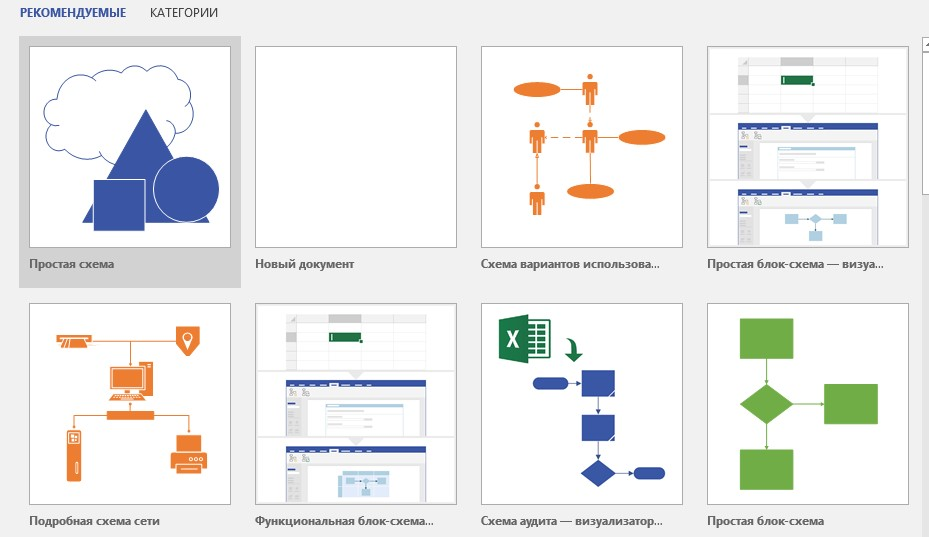 РЕКОМЕНДУЕМЫЕ КАТЕГОРИИ
Простая схема
Новый документ
Схема вариантов использова...
Простая блок-схема — визуа...
Подробная схема сети
Функциональная блок-схема...
X
Схема аудита — визуализатор...
Простая блок-схема